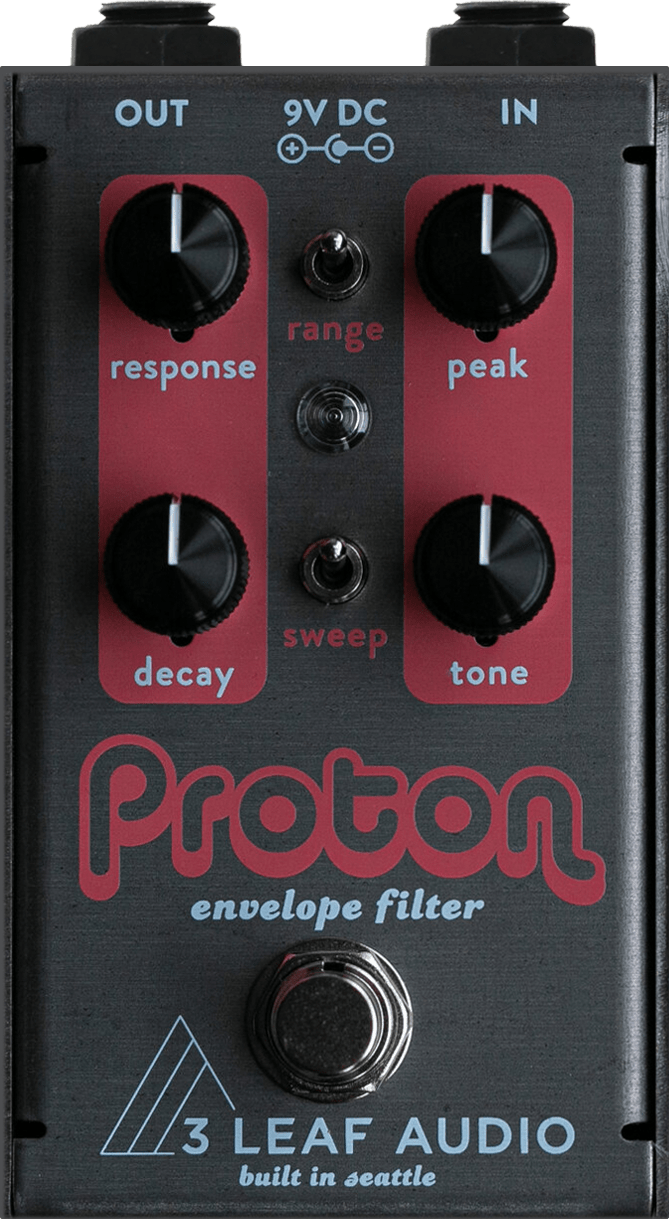 OUT 9V DC IN
+ -
range
response peak
sweep
decay tone
Proton
envelope filter
3 LEAF AUDIO
built in seattle